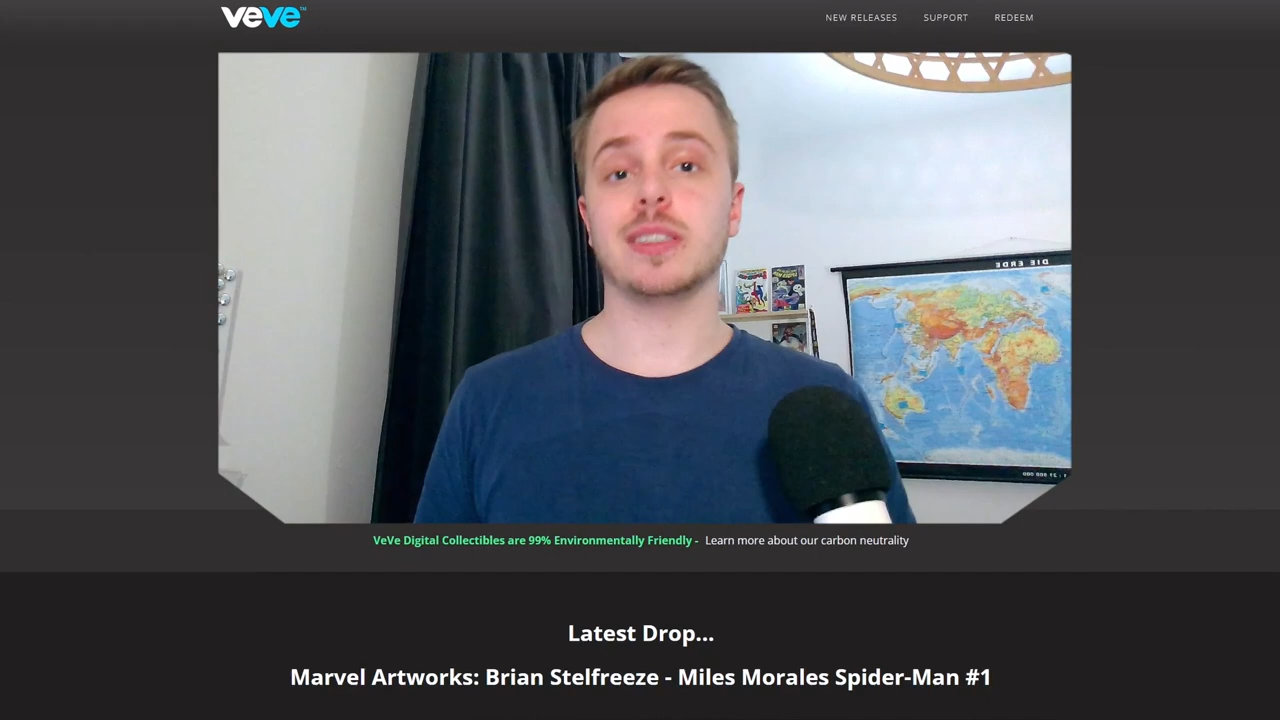 veve™
NEW RELEASES
SUPPORT
REDEEM
DIE ERDE
VeVe Digital Collectibles are 99% Environmentally Friendly - Learn more about our carbon neutrality
Latest Drop...
Marvel Artworks: Brian Stelfreeze - Miles Morales Spider-Man #1